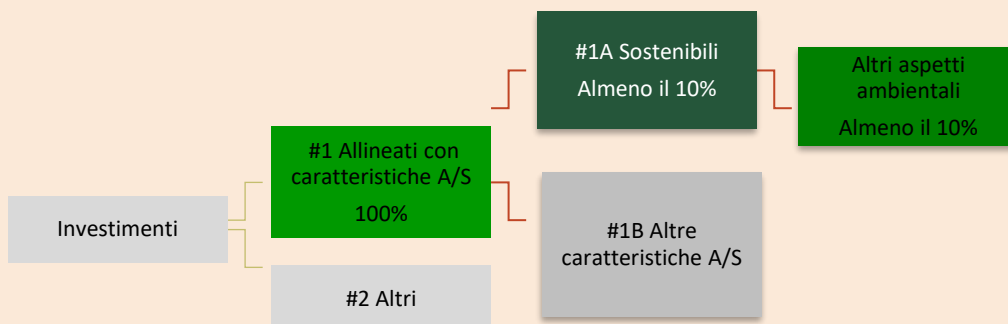 Investimenti
#1 Allineati con
caratteristiche A/S
100%
#2 Altri
#1A Sostenibili
Almeno il 10%
#1B Altre
caratteristiche A/S
Altri aspetti
ambientali
Almeno il 10%